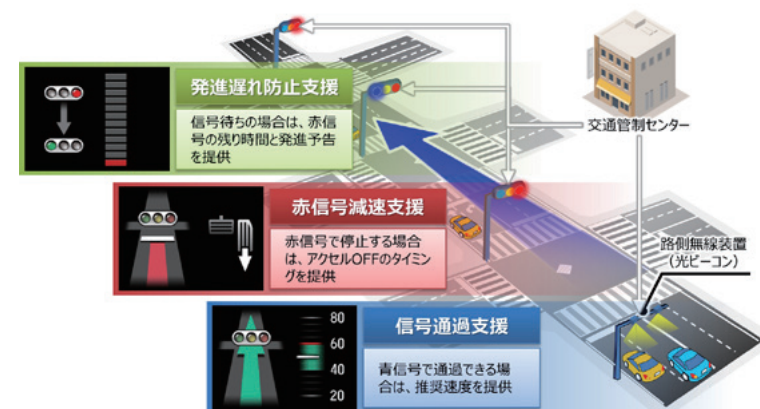 発進遅れ防止支援
信号待ちの場合は、赤信
号の残り時間と発進予告
を提供
交通管制センター
赤信号減速支援
赤信号で停止する場合
は、アクセルOFFのタイミン
グを提供
路側無線装置
(光ビーコン)
信号通過支援
青信号で通過できる場
合は、推奨速度を提供
80
60
40
20